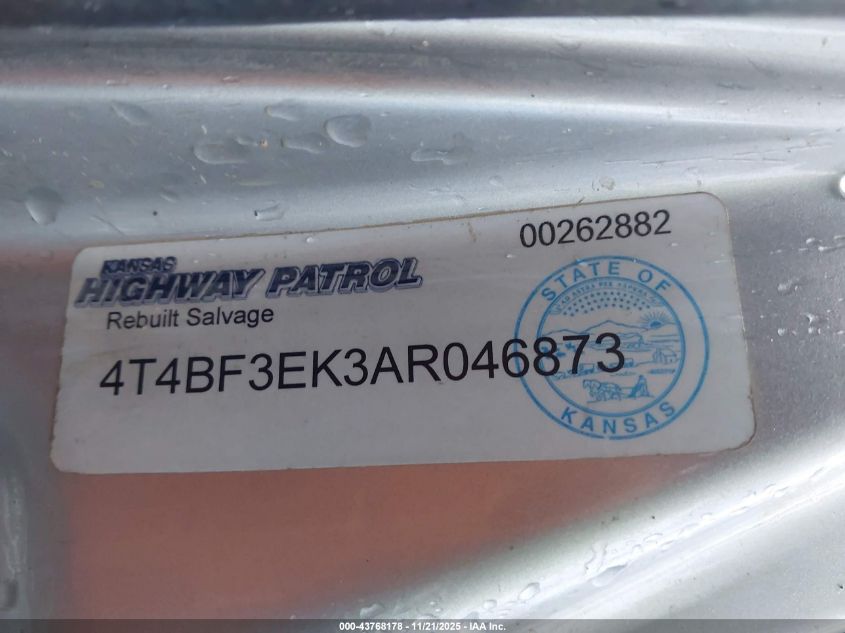 00262882
KANSAS
HIGHWAY PATROL
Rebuilt Salvage
4T4BF3EK3AR046873
STATE OF
KANSAS
000-43768178 - 11/21/2025 - IAA Inc.